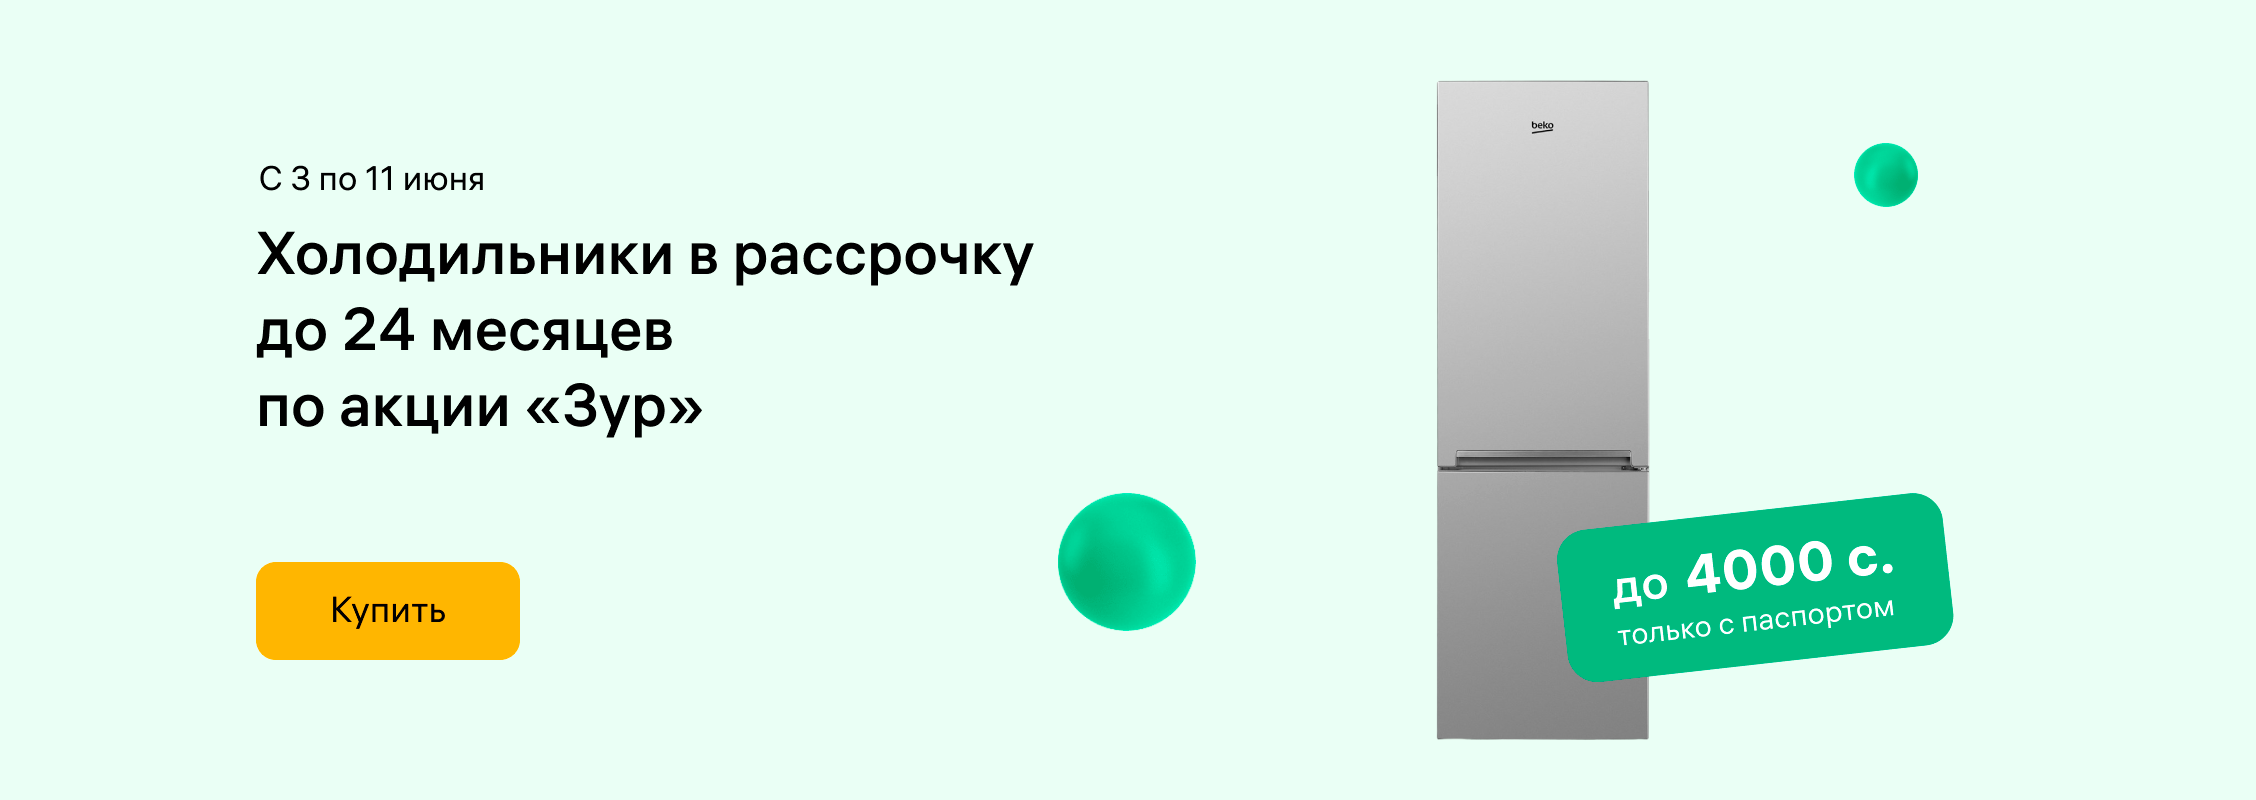 С 3 по 11 июня
Холодильники в рассрочку
до 24 месяцев
по акции «Зур»
Купить
beko
до 4000 с.
только с паспортом